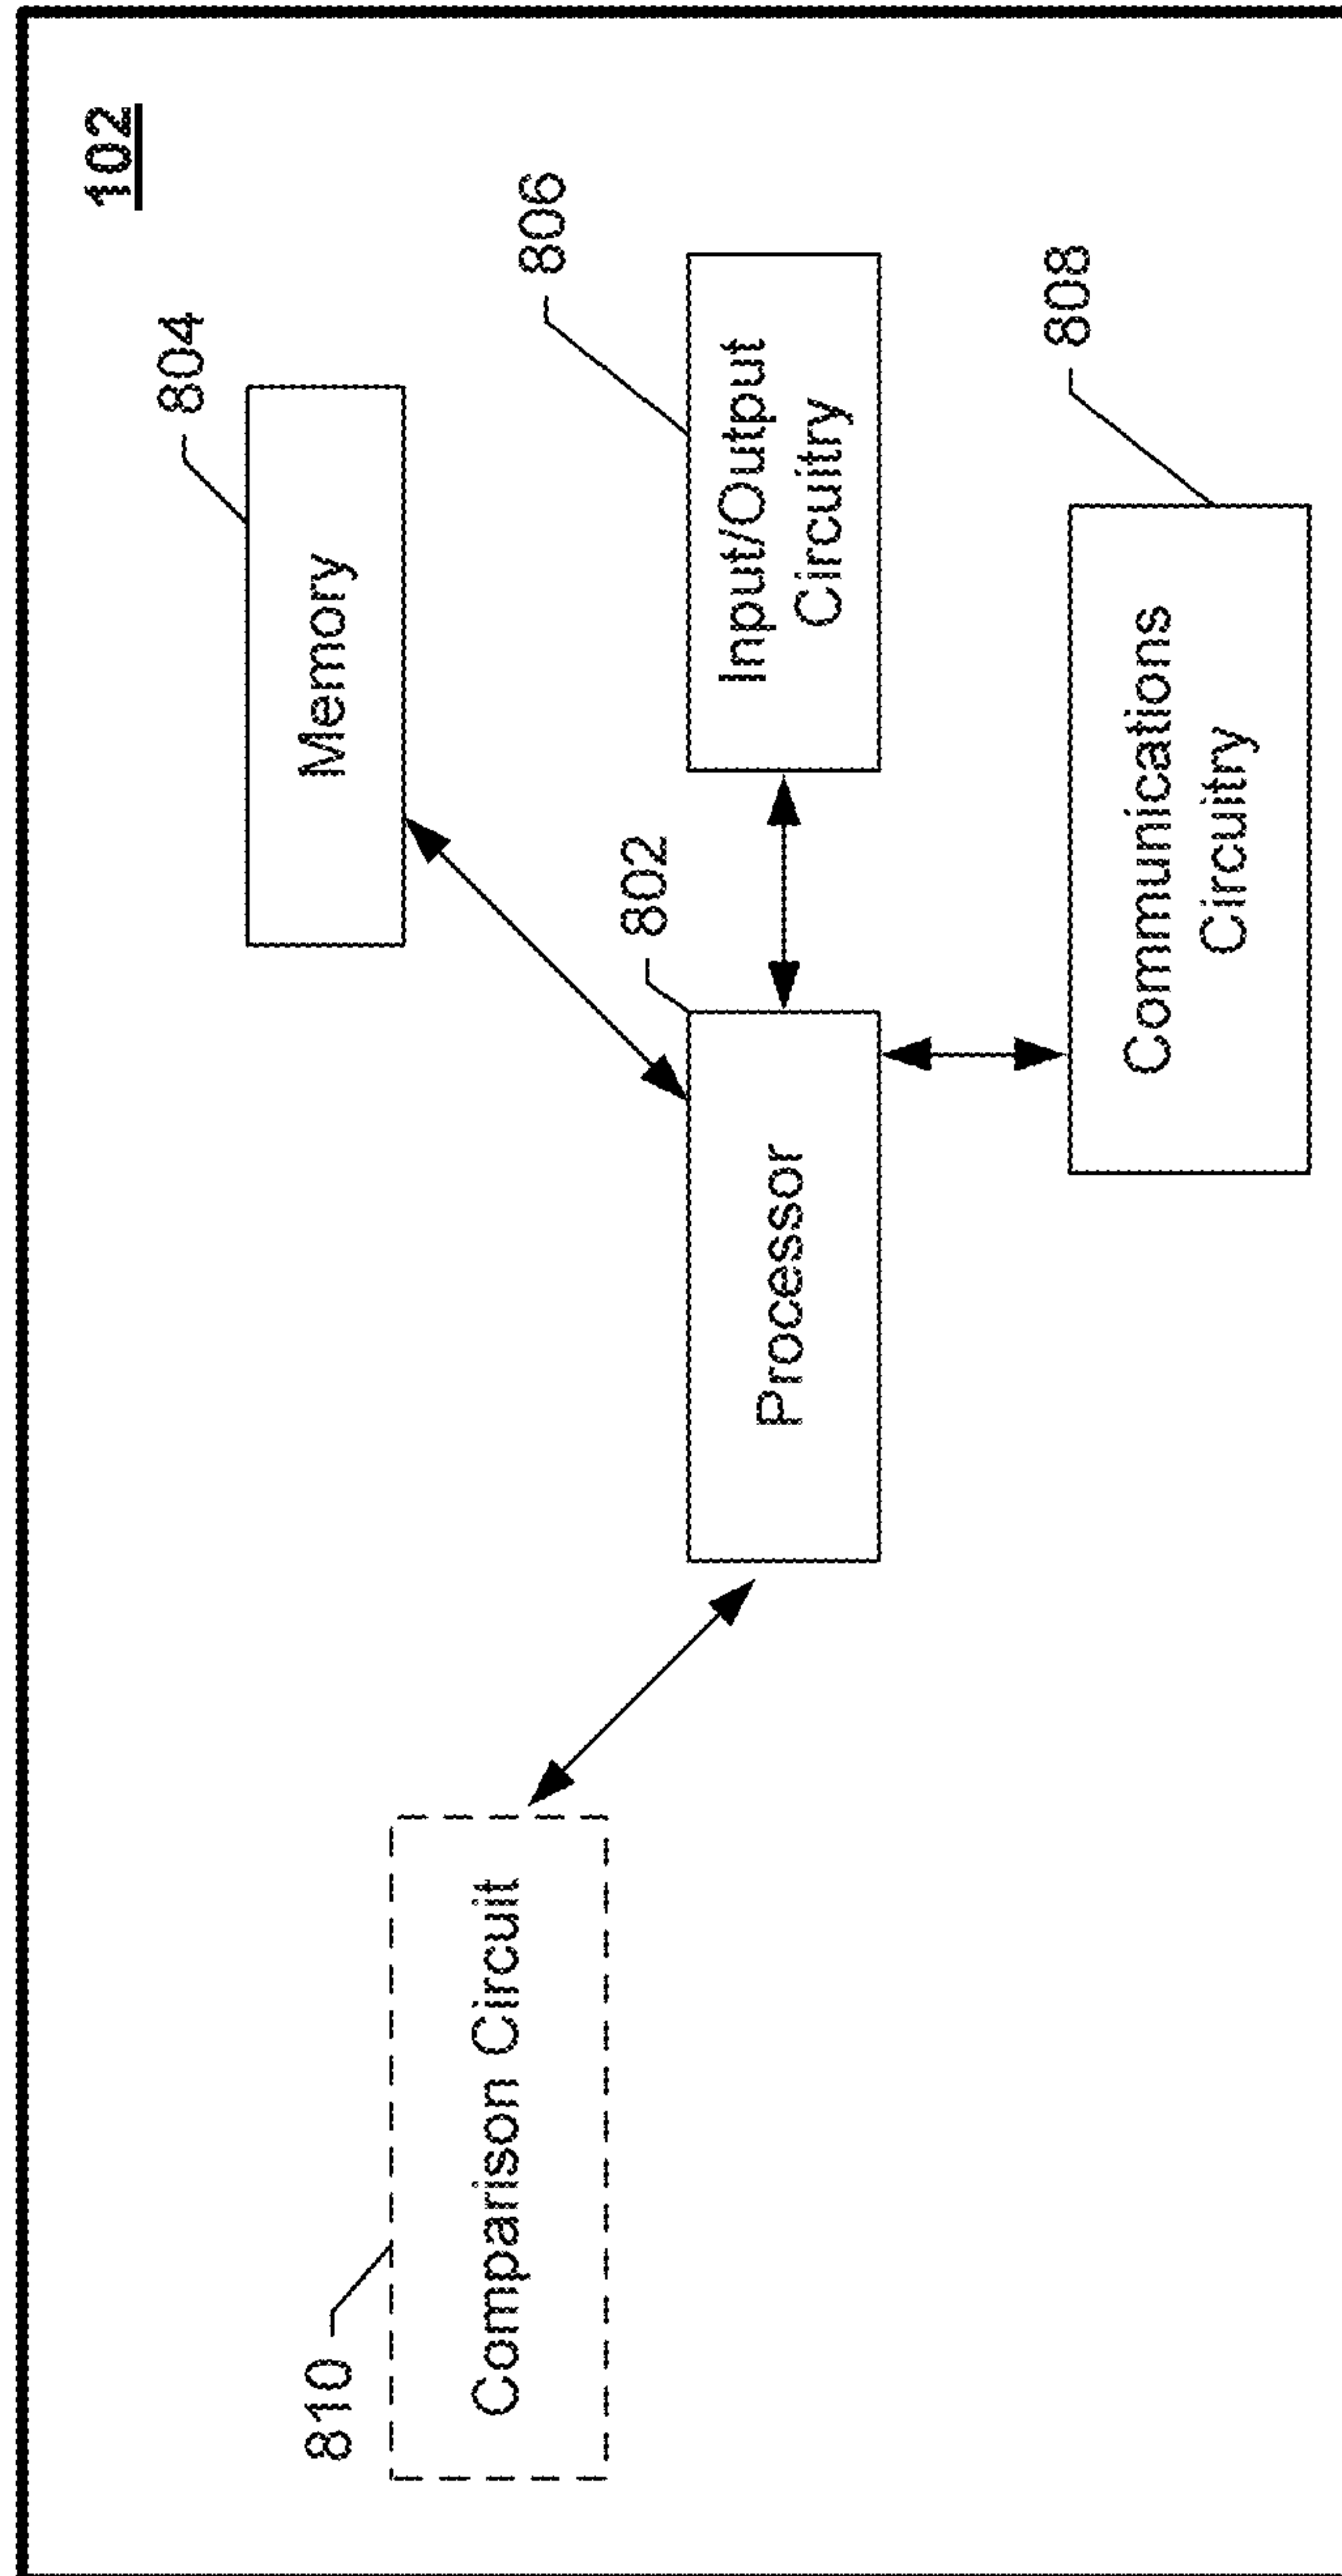 102
804
Memory
810
Comparison Circuit
802
806
Processor
Input/Output
Circuitry
808
Communications
Circuitry